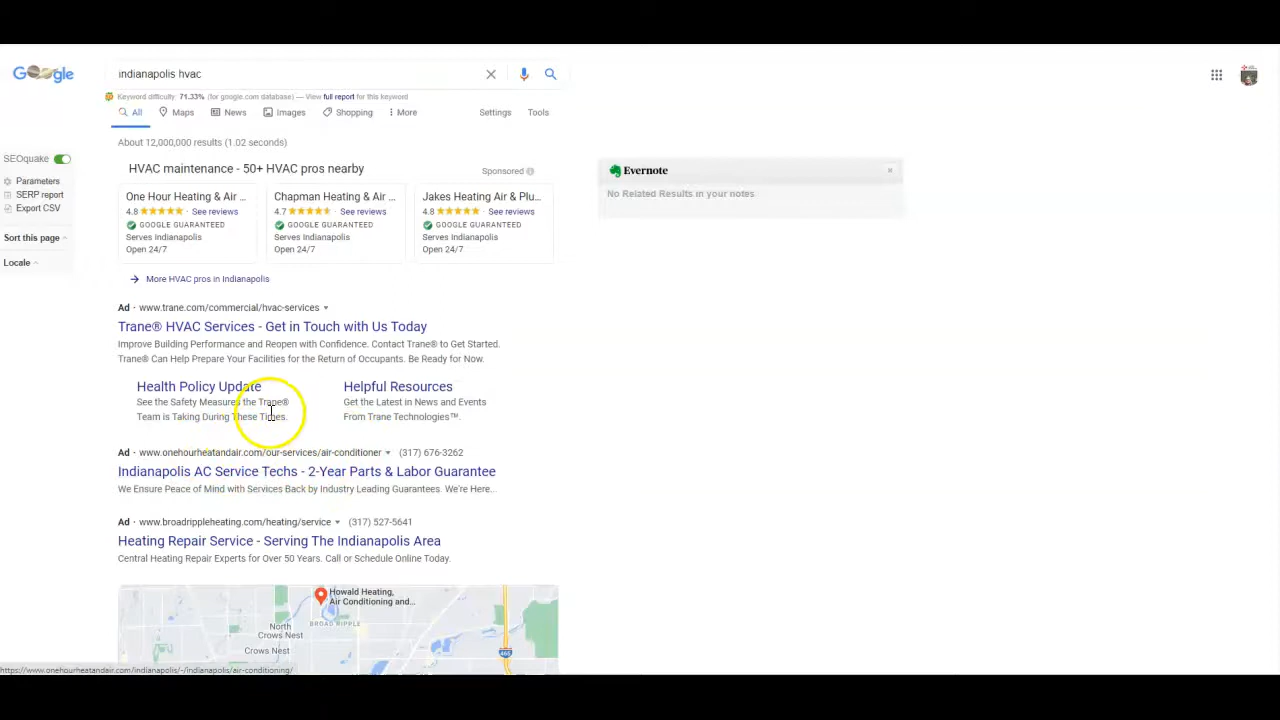 Google
indianapolis hvac
Keyword difficulty: 71.33% (for google.com database) — View full report for this keyword
All
Maps
News
Images
Shopping
More
Settings
Tools
About 12,000,000 results (1.02 seconds)
SEOquake
Parameters
SERP report
Export CSV
Sort this page
Locale
HVAC maintenance - 50+ HVAC pros nearby
Sponsored
One Hour Heating & Air ...
4.8 ★★★★★ See reviews
GOOGLE GUARANTEED
Serves Indianapolis
Open 24/7
Chapman Heating & Air ...
4.7 ★★★★★ See reviews
GOOGLE GUARANTEED
Serves Indianapolis
Open 24/7
Jakes Heating Air & Plu...
4.8 ★★★★★ See reviews
GOOGLE GUARANTEED
Serves Indianapolis
Open 24/7
More HVAC pros in Indianapolis
Evernote
No Related Results in your notes
Ad · www.trane.com/commercial/hvac-services
Trane® HVAC Services - Get in Touch with Us Today
Improve Building Performance and Reopen with Confidence. Contact Trane® to Get Started.
Trane® Can Help Prepare Your Facilities for the Return of Occupants. Be Ready for Now.
Health Policy Update
See the Safety Measures the Trane®
Team is Taking During These Times.
Helpful Resources
Get the Latest in News and Events
From Trane Technologies™.
Ad · www.onehourheatandair.com/our-services/air-conditioner (317) 676-3262
Indianapolis AC Service Techs - 2-Year Parts & Labor Guarantee
We Ensure Peace of Mind with Services Back by Industry Leading Guarantees. We're Here...
Ad · www.broadrippleheating.com/heating/service (317) 527-5641
Heating Repair Service - Serving The Indianapolis Area
Central Heating Repair Experts for Over 50 Years. Call or Schedule Online Today.
Howald Heating,
Air Conditioning and...
BROAD RIPPLE
North
Crows Nest
Crows Nest
465
https://www.onehourheatandair.com/indianapolis/-/indianapolis/air-conditioning/